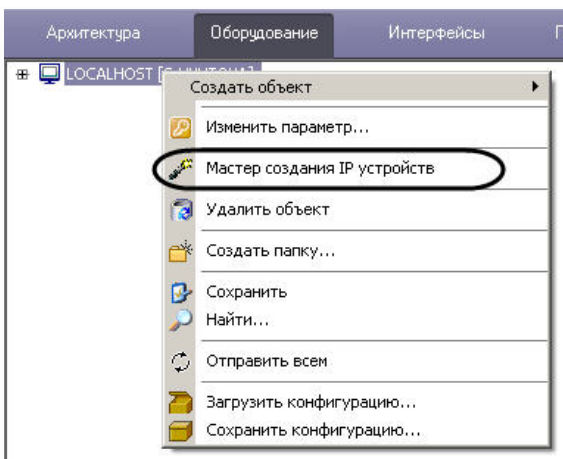 Архитектура Оборудование Интерфейсы
LOCALHOST
Создать объект
Изменить параметр...
Мастер создания IP устройств
Удалить объект
Создать папку...
Сохранить
Найти...
Отправить всем
Загрузить конфигурацию...
Сохранить конфигурацию...